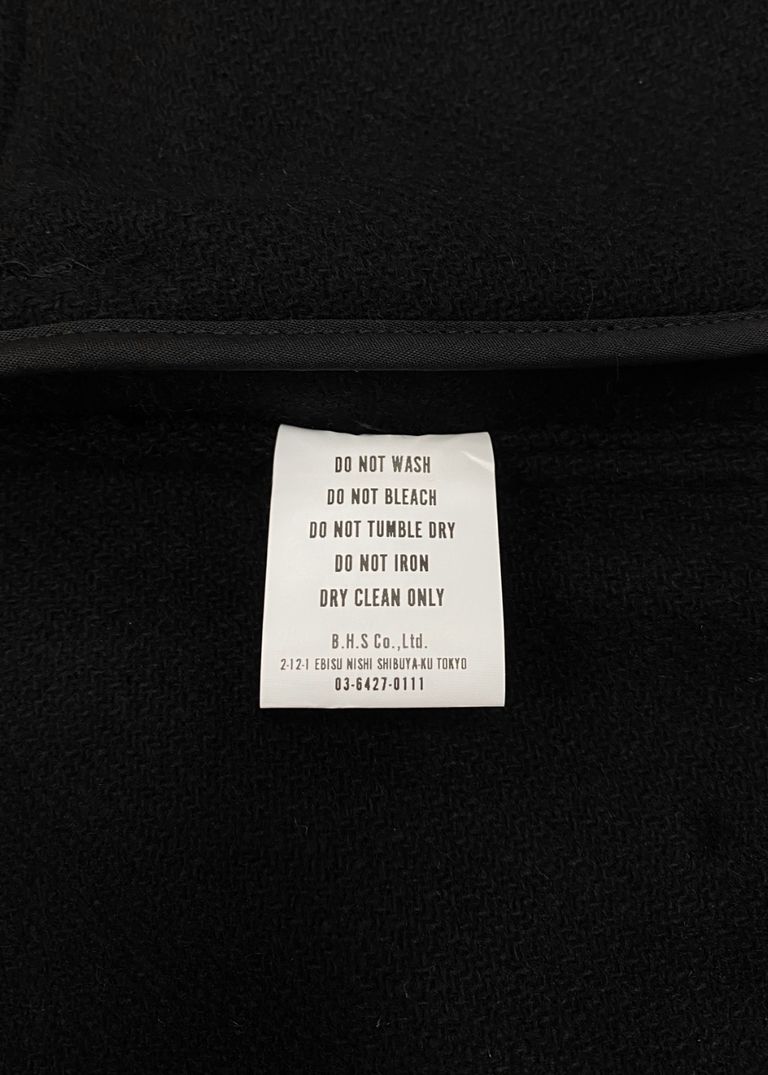 DO NOT WASH
DO NOT BLEACH
DO NOT TUMBLE DRY
DO NOT IRON
DRY CLEAN ONLY
B.H.S Co.,Ltd.
2-12-1 EBISU NISHI SHIBUYA-KU TOKYO
03-6427-0111